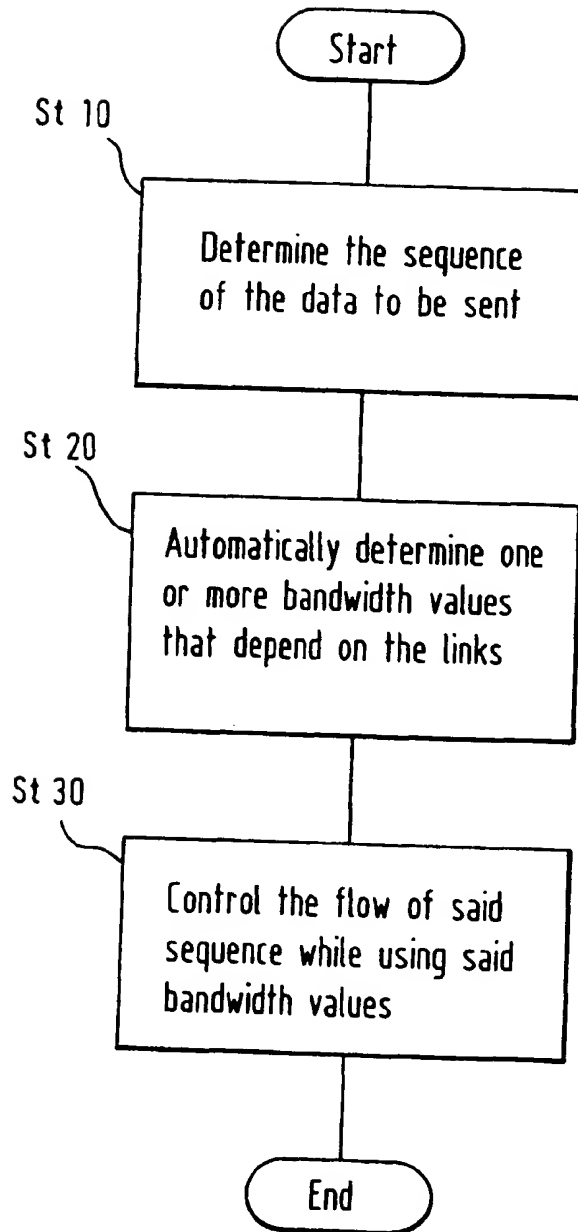 Start
St 10
Determine the sequence
of the data to be sent
St 20
Automatically determine one
or more bandwidth values
that depend on the links
St 30
Control the flow of said
sequence while using said
bandwidth values
End